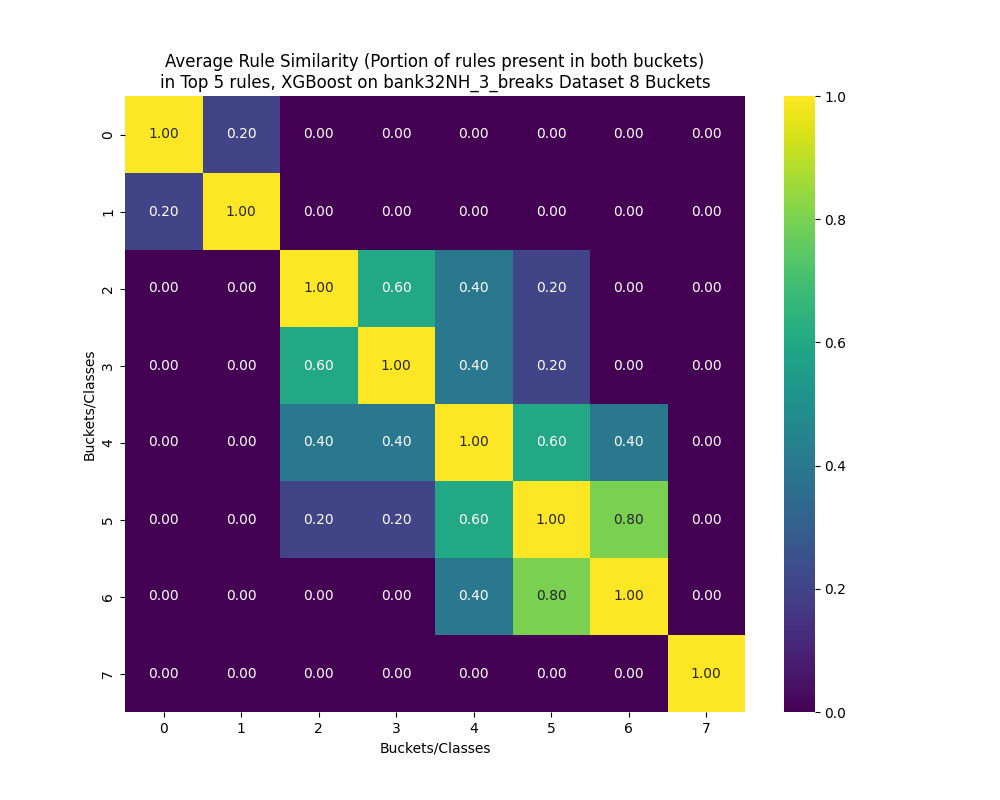 Average Rule Similarity (Portion of rules present in both buckets)
in Top 5 rules, XGBoost on bank32NH_3_breaks Dataset 8 Buckets
0 1.00 0.20 0.00 0.00 0.00 0.00 0.00 0.00
1 0.20 1.00 0.00 0.00 0.00 0.00 0.00 0.00
2 0.00 0.00 1.00 0.60 0.40 0.20 0.00 0.00
3 0.00 0.00 0.60 1.00 0.40 0.20 0.00 0.00
4 0.00 0.00 0.40 0.40 1.00 0.60 0.40 0.00
5 0.00 0.00 0.20 0.20 0.60 1.00 0.80 0.00
6 0.00 0.00 0.00 0.00 0.40 0.80 1.00 0.00
7 0.00 0.00 0.00 0.00 0.00 0.00 0.00 1.00
0 1 2 3 4 5 6 7
Buckets/Classes
Buckets/Classes
1.0
0.8
0.6
0.4
0.2
0.0